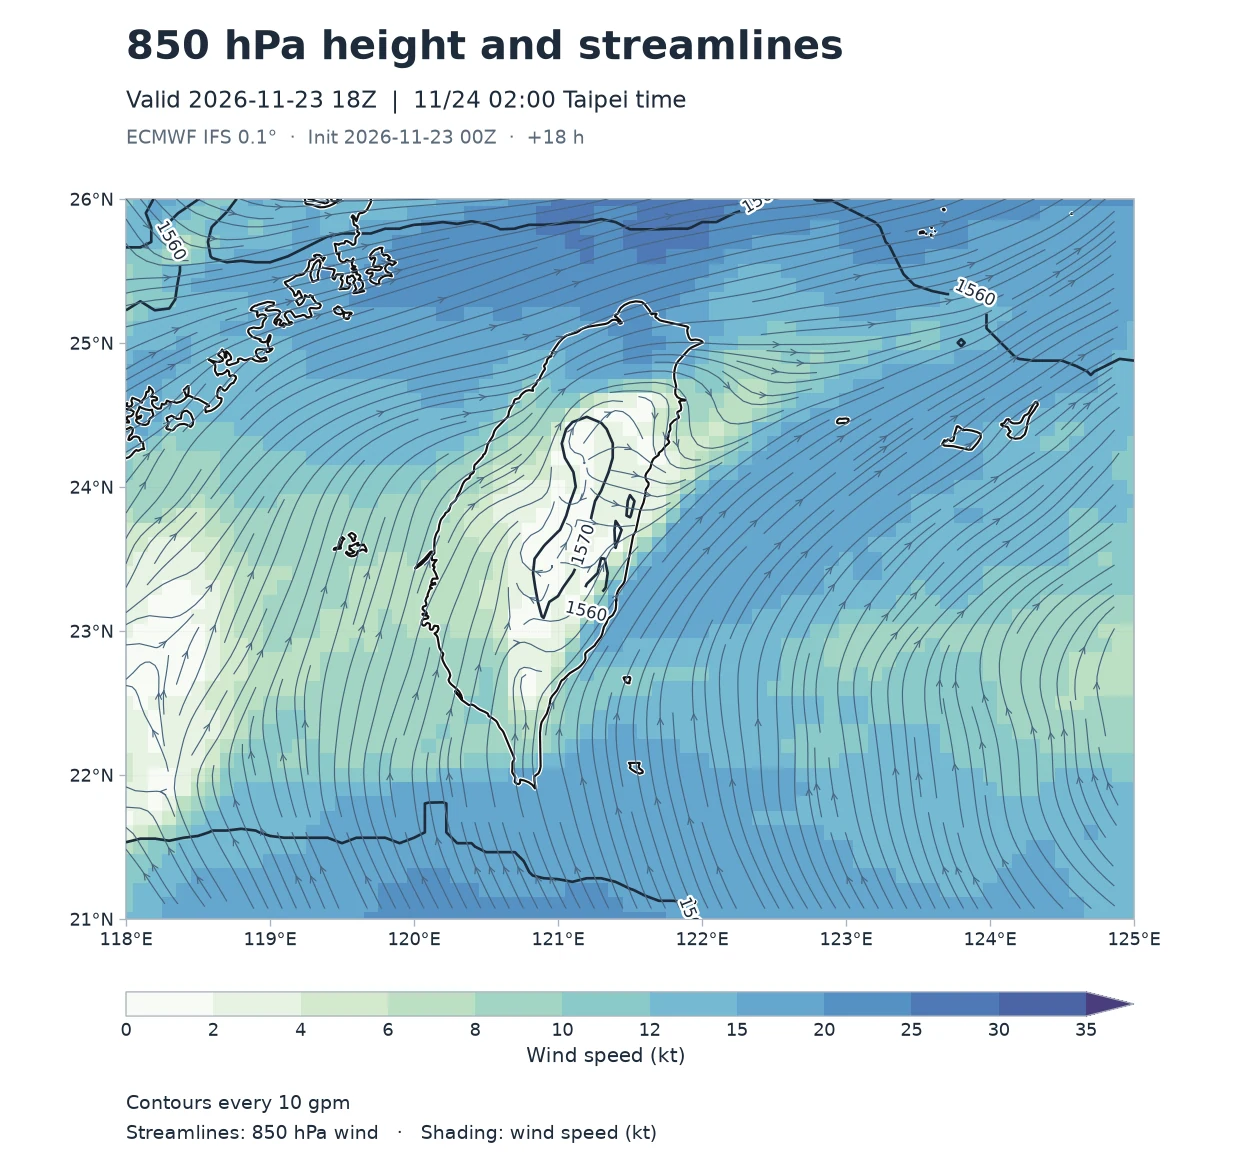 850 hPa height and streamlines
Valid 2026-11-23 18Z | 11/24 02:00 Taipei time
ECMWF IFS 0.1° · Init 2026-11-23 00Z · +18 h
26°N
25°N
24°N
23°N
22°N
21°N
1560
1560
1570
1560
15
118°E 119°E 120°E 121°E 122°E 123°E 124°E 125°E
0 2 4 6 8 10 12 15 20 25 30 35
Wind speed (kt)
Contours every 10 gpm
Streamlines: 850 hPa wind · Shading: wind speed (kt)